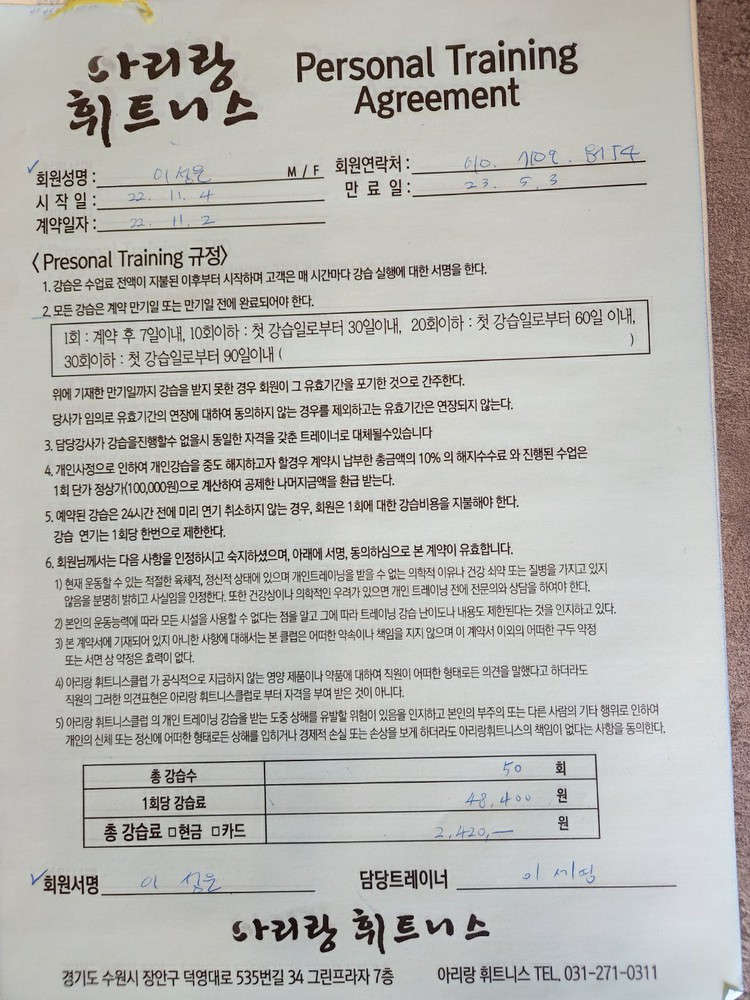 아리랑
휘트니스
Personal Training
Agreement
회원성명 : 이성은 M / F
회원연락처 : 010. 7109. 8154
시 작 일 : 22. 11. 4
만 료 일 : 23. 5. 3
계약일자 : 22. 11. 2
〈Presonal Training 규정〉
1. 강습은 수업료 전액이 지불된 이후부터 시작하며 고객은 매 시간마다 강습 실행에 대한 서명을 한다.
2. 모든 강습은 계약 만기일 또는 만기일 전에 완료되어야 한다.
1회 : 계약 후 7일이내, 10회이하 : 첫 강습일로부터 30일이내, 20회이하 : 첫 강습일로부터 60일 이내,
30회이하 : 첫 강습일로부터 90일이내 ( )
위에 기재한 만기일까지 강습을 받지 못한 경우 회원이 그 유효기간을 포기한 것으로 간주한다.
당사가 임의로 유효기간의 연장에 대하여 동의하지 않는 경우를 제외하고는 유효기간은 연장되지 않는다.
3. 담당강사가 강습을진행할수 없을시 동일한 자격을 갖춘 트레이너로 대체될수있습니다
4. 개인사정으로 인하여 개인강습을 중도 해지하고자 할경우 계약시 납부한 총금액의 10% 의 해지수수료 와 진행된 수업은
1회 단가 정상가(100,000원)으로 계산하여 공제한 나머지금액을 환급 받는다.
5. 예약된 강습은 24시간 전에 미리 연기 취소하지 않는 경우, 회원은 1회에 대한 강습비용을 지불해야 한다.
강습 연기는 1회당 한번으로 제한한다.
6. 회원님께서는 다음 사항을 인정하시고 숙지하셨으며, 아래에 서명, 동의하심으로 본 계약이 유효합니다.
1) 현재 운동할 수 있는 적절한 육체적, 정신적 상태에 있으며 개인트레이닝을 받을 수 없는 의학적 이유나 건강 쇠약 또는 질병을 가지고 있지
않음을 분명히 밝히고 사실임을 인정한다. 또한 건강상이나 의학적인 우려가 있으면 개인 트레이닝 전에 전문의와 상담을 하여야 한다.
2) 본인의 운동능력에 따라 모든 시설을 사용할 수 없다는 점을 알고 그에 따라 트레이닝 강습 난이도나 내용도 제한된다는 것을 인지하고 있다.
3) 본 계약서에 기재되어 있지 아니한 사항에 대해서는 본 클럽은 어떠한 약속이나 책임을 지지 않으며 이 계약서 이외의 어떠한 구두 약정
또는 서면 상 약정은 효력이 없다.
4) 아리랑 휘트니스클럽 가 공식적으로 지급하지 않는 영양 제품이나 약품에 대하여 직원이 어떠한 형태로든 의견을 말했다고 하더라도
직원의 그러한 의견표현은 아리랑 휘트니스클럽로 부터 자격을 부여 받은 것이 아니다.
5) 아리랑 휘트니스클럽 의 개인 트레이닝 강습을 받는 도중 상해를 유발할 위험이 있음을 인지하고 본인의 부주의 또는 다른 사람의 기타 행위로 인하여
개인의 신체 또는 정신에 어떠한 형태로든 상해를 입히거나 경제적 손실 또는 손상을 보게 하더라도 아리랑휘트니스의 책임이 없다는 사항을 동의한다.
총 강습수 50 회
1회당 강습료 48,400 원
총 강습료 □현금 □카드 2,420,— 원
회원서명 이 성은
담당트레이너 이세영
아리랑 휘트니스
경기도 수원시 장안구 덕영대로 535번길 34 그린프라자 7층 아리랑 휘트니스 TEL. 031-271-0311